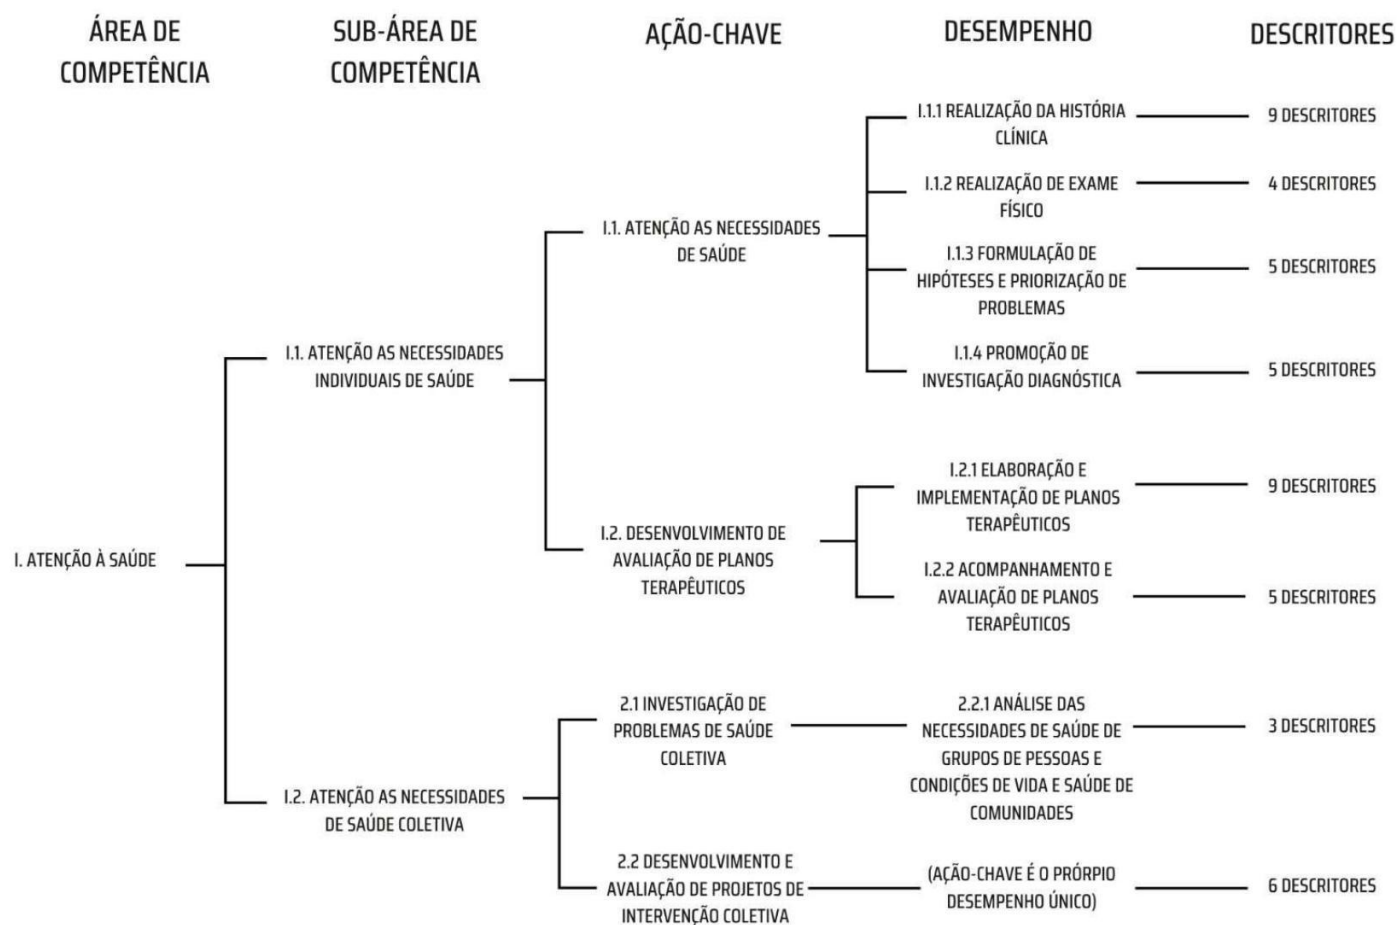 ÁREA DE
COMPETÊNCIA
SUB-ÁREA DE
COMPETÊNCIA
AÇÃO-CHAVE
DESEMPENHO
DESCRITORES
I. ATENÇÃO À SAÚDE
I.1. ATENÇÃO AS NECESSIDADES
INDIVIDUAIS DE SAÚDE
I.1. ATENÇÃO AS NECESSIDADES
DE SAÚDE
I.1.1 REALIZAÇÃO DA HISTÓRIA
CLÍNICA
9 DESCRITORES
I.1.2 REALIZAÇÃO DE EXAME
FÍSICO
4 DESCRITORES
I.1.3 FORMULAÇÃO DE
HIPÓTESES E PRIORIZAÇÃO DE
PROBLEMAS
5 DESCRITORES
I.1.4 PROMOÇÃO DE
INVESTIGAÇÃO DIAGNÓSTICA
5 DESCRITORES
I.2. DESENVOLVIMENTO DE
AVALIAÇÃO DE PLANOS
TERAPÊUTICOS
I.2.1 ELABORAÇÃO E
IMPLEMENTAÇÃO DE PLANOS
TERAPÊUTICOS
9 DESCRITORES
I.2.2 ACOMPANHAMENTO E
AVALIAÇÃO DE PLANOS
TERAPÊUTICOS
5 DESCRITORES
I.2. ATENÇÃO AS NECESSIDADES
DE SAÚDE COLETIVA
2.1 INVESTIGAÇÃO DE
PROBLEMAS DE SAÚDE
COLETIVA
2.2.1 ANÁLISE DAS
NECESSIDADES DE SAÚDE DE
GRUPOS DE PESSOAS E
CONDIÇÕES DE VIDA E SAÚDE DE
COMUNIDADES
3 DESCRITORES
2.2 DESENVOLVIMENTO E
AVALIAÇÃO DE PROJETOS DE
INTERVENÇÃO COLETIVA
(AÇÃO-CHAVE É O PRÓRPIO
DESEMPENHO ÚNICO)
6 DESCRITORES